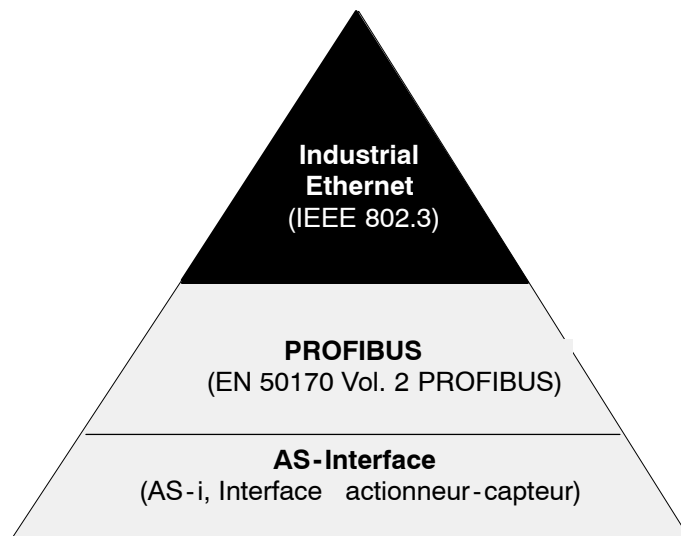 Industrial
Ethernet
(IEEE 802.3)
PROFIBUS
(EN 50170 Vol. 2 PROFIBUS)
AS-Interface
(AS-i, Interface actionneur-capteur)